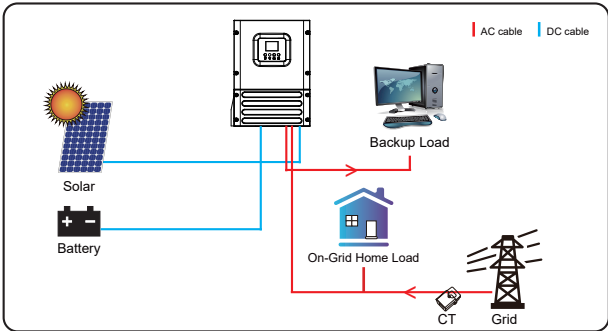 AC cable
DC cable
Backup Load
Solar
Battery
On-Grid Home Load
CT
Grid